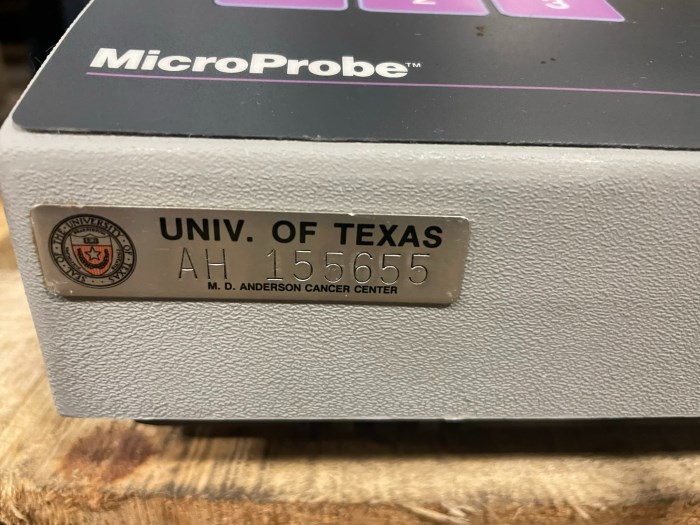 MicroProbe™
UNIV. OF TEXAS
AH 155655
M. D. ANDERSON CANCER CENTER